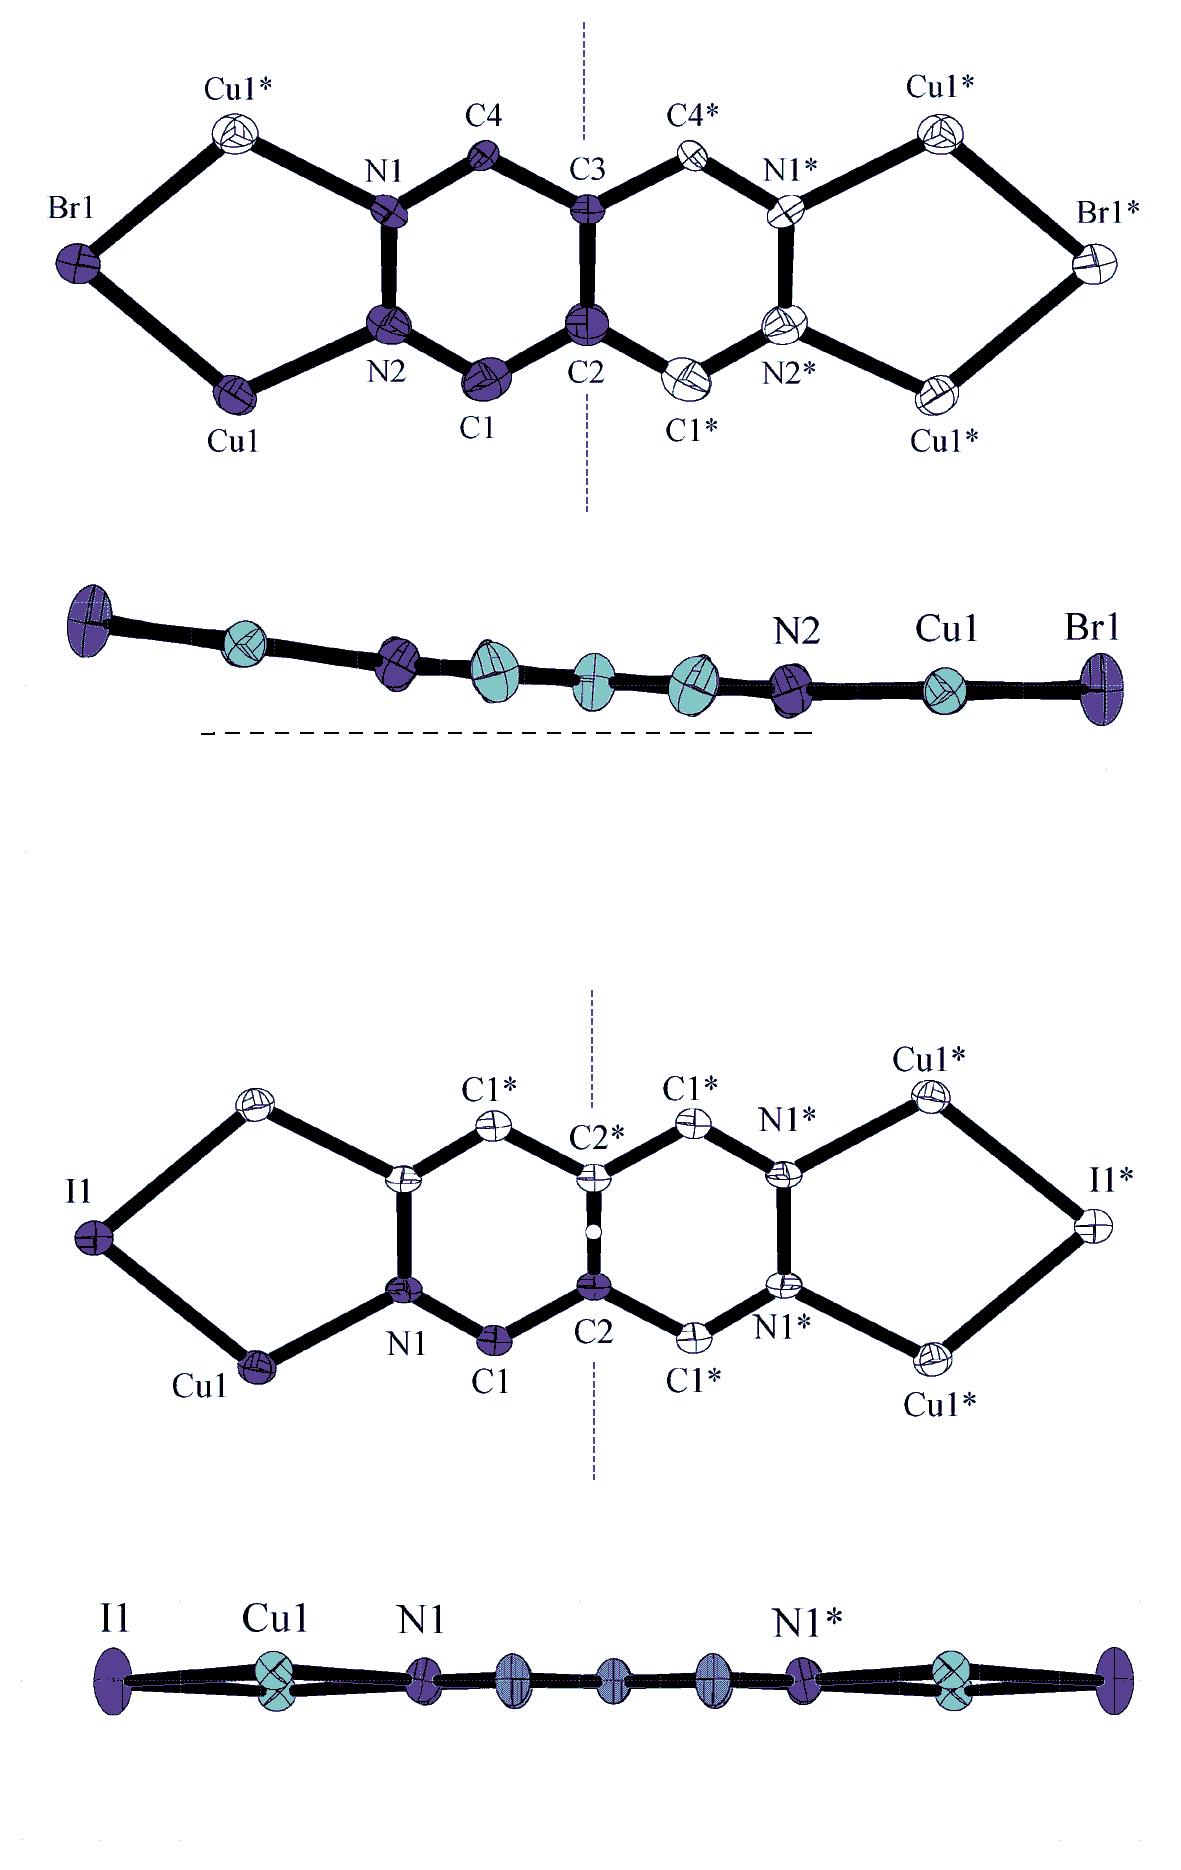 Cu1* Cu1*
C4 C4*
N1 C3 N1*
Br1 Br1*
N2 C2 N2*
Cu1 C1 C1* Cu1*
N2 Cu1 Br1
Cu1*
C1* C1*
C2* N1*
I1 I1*
N1 C2 N1*
Cu1 C1 C1* Cu1*
I1 Cu1 N1 N1*